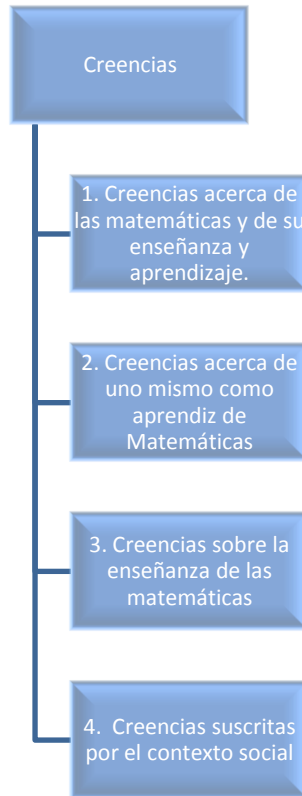 Creencias
1. Creencias acerca de
las matemáticas y de su
enseñanza y
aprendizaje.
2. Creencias acerca de
uno mismo como
aprendiz de
Matemáticas
3. Creencias sobre la
enseñanza de las
matemáticas
4. Creencias suscritas
por el contexto social